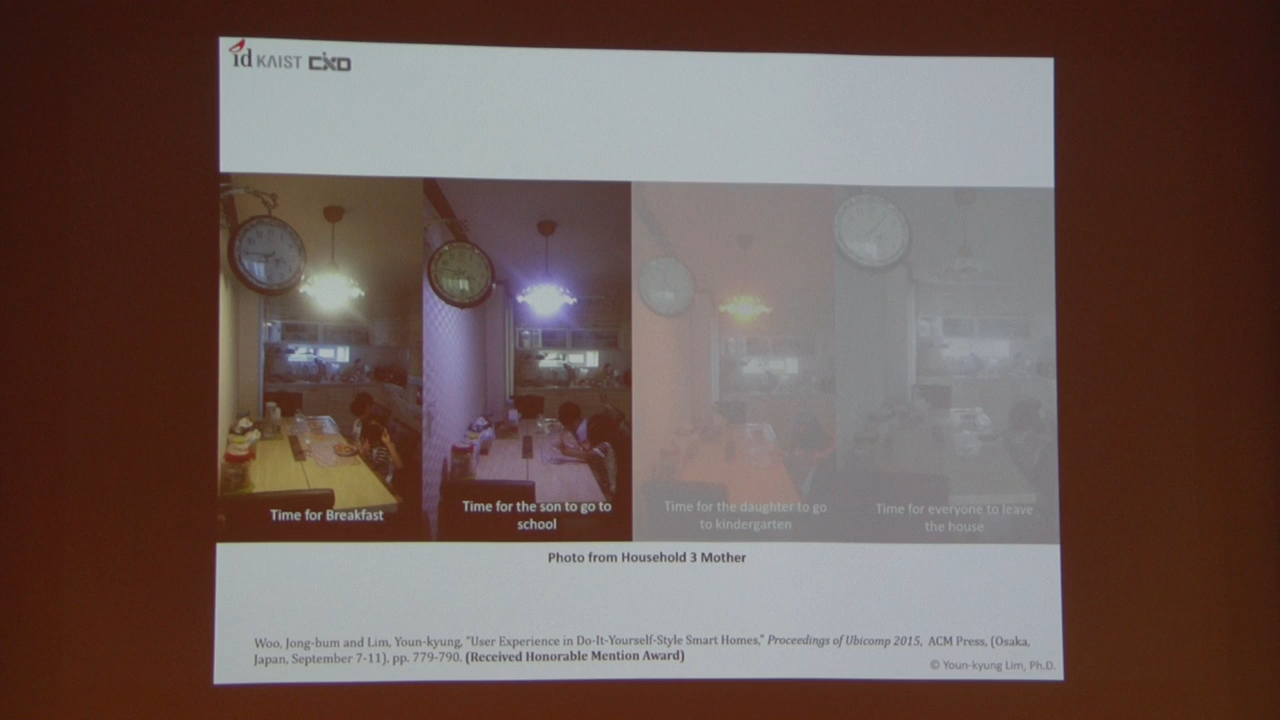 id KAIST CXD
Time for Breakfast
Time for the son to go to
school
Time for the daughter to go
to kindergarten
Time for everyone to leave
the house
Photo from Household 3 Mother
Woo, Jong-bum and Lim, Youn-kyung, "User Experience in Do-It-Yourself-Style Smart Homes," Proceedings of Ubicomp 2015, ACM Press, (Osaka,
Japan, September 7-11), pp. 779-790. (Received Honorable Mention Award)
© Youn-kyung Lim, Ph.D.